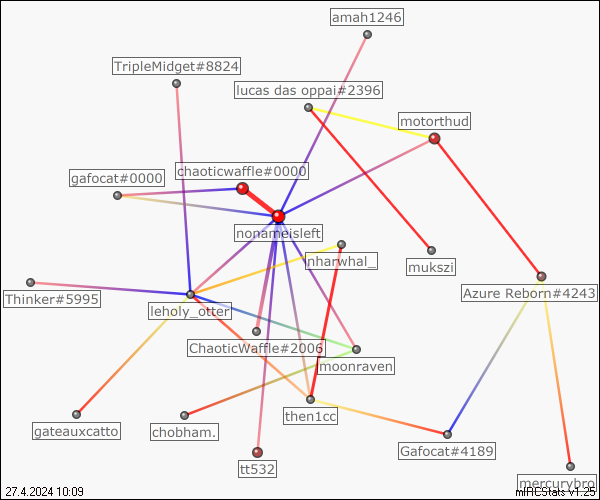 amah1246
TripleMidget#8824
lucas das oppai#2396
motorthud
chaoticwaffle#0000
gafocat#0000
nonameisleft
nharwhal_
mukszi
Azure Reborn#4243
Thinker#5995
leholy_otter
ChaoticWaffle#2006
moonraven
then1cc
gateauxcatto
chobham.
Gafocat#4189
tt532
mercurybro
27.4.2024 10:09
mIRCStats v1.25